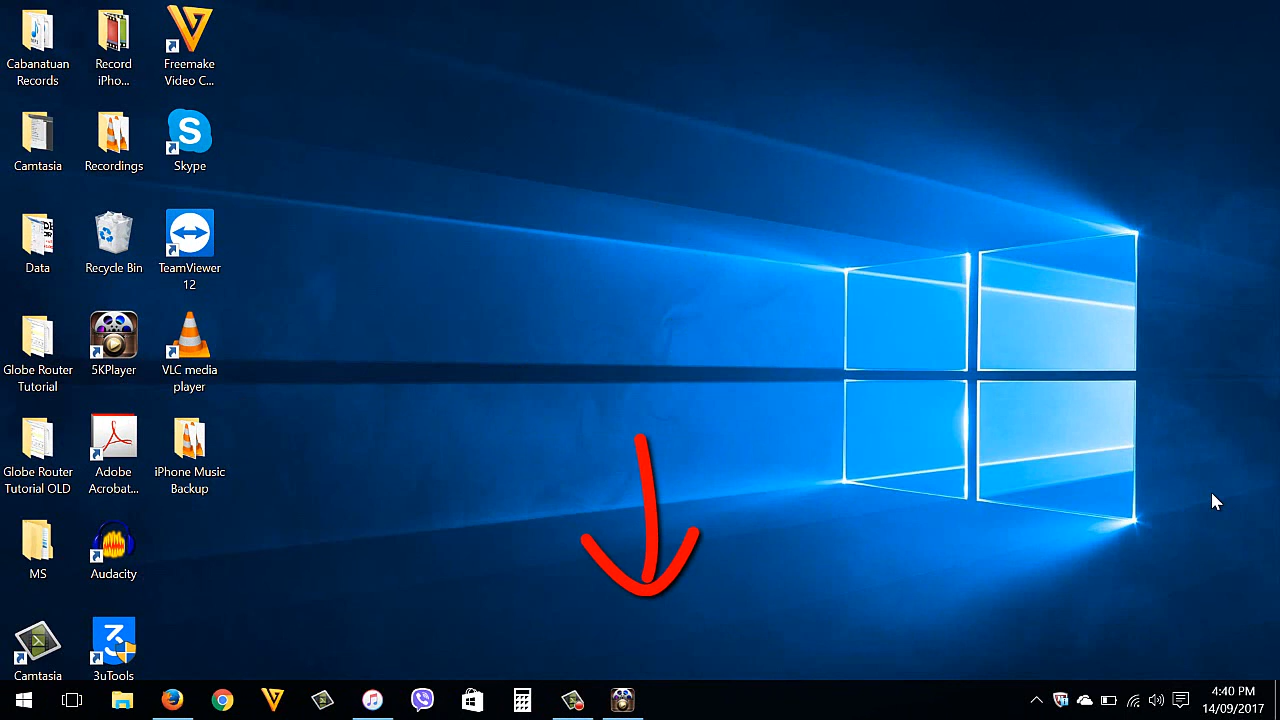 Cabanatuan
Records
Record
iPho...
Freemake
Video C...
Camtasia
Recordings
Skype
Data
Recycle Bin
TeamViewer
12
Globe Router
Tutorial
5KPlayer
VLC media
player
Globe Router
Tutorial OLD
Adobe
Acrobat...
iPhone Music
Backup
MS
Audacity
Camtasia
3uTools
4:40 PM
14/09/2017